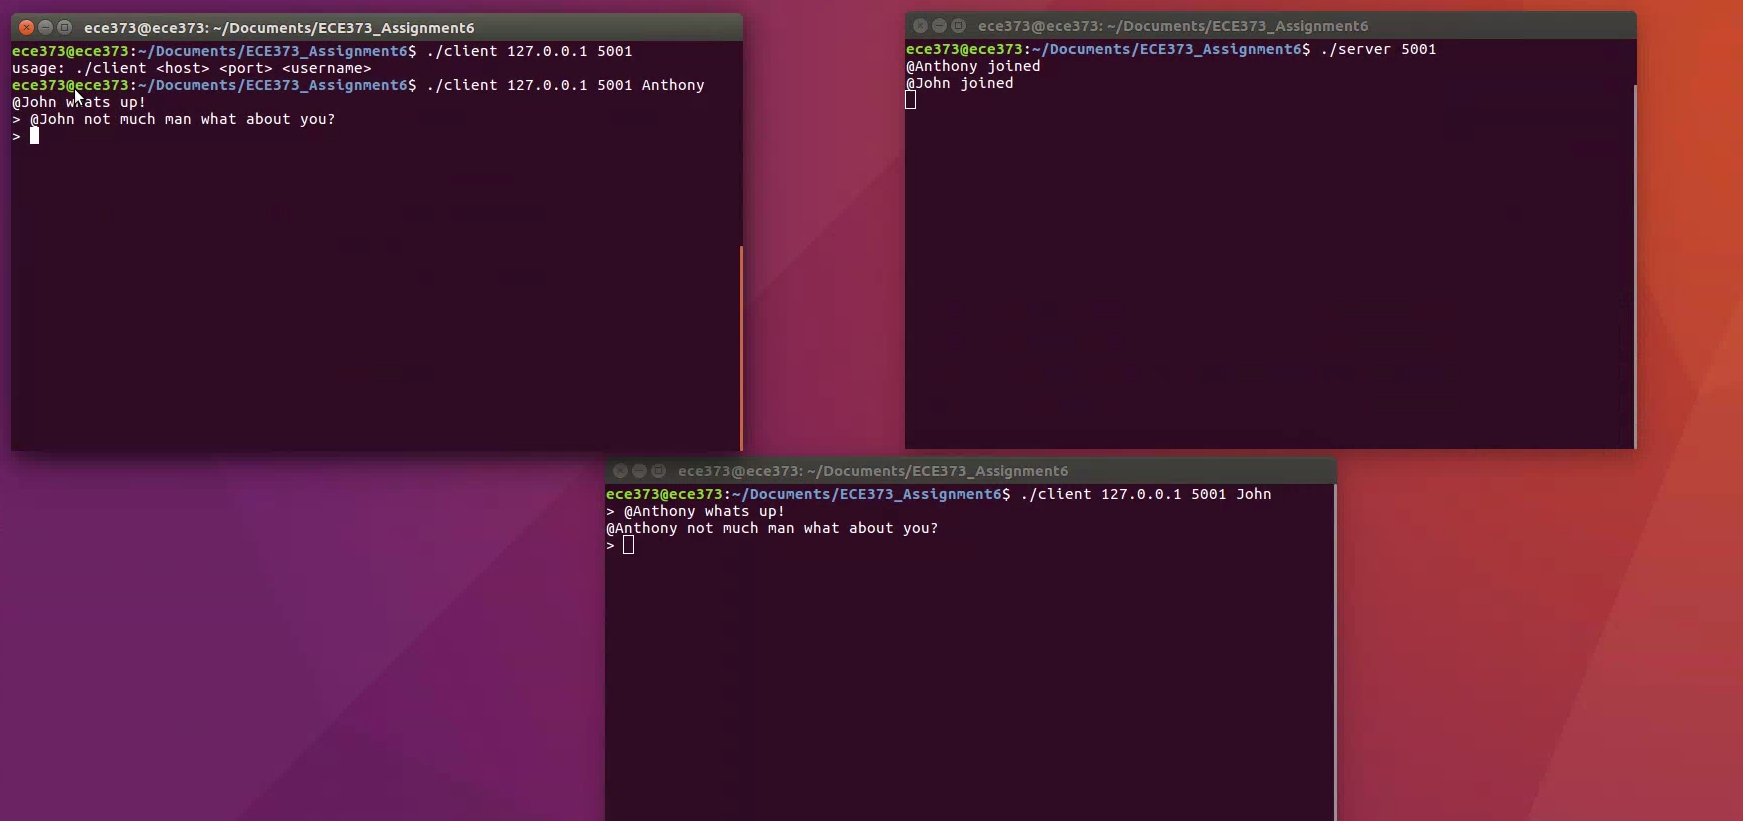 ece373@ece373: ~/Documents/ECE373_Assignment6
ece373@ece373:~/Documents/ECE373_Assignment6$ ./client 127.0.0.1 5001
usage: ./client <host> <port> <username>
ece373@ece373:~/Documents/ECE373_Assignment6$ ./client 127.0.0.1 5001 Anthony
@John whats up!
> @John not much man what about you?
>
ece373@ece373: ~/Documents/ECE373_Assignment6
ece373@ece373:~/Documents/ECE373_Assignment6$ ./server 5001
@Anthony joined
@John joined
ece373@ece373: ~/Documents/ECE373_Assignment6
ece373@ece373:~/Documents/ECE373_Assignment6$ ./client 127.0.0.1 5001 John
> @Anthony whats up!
@Anthony not much man what about you?
>